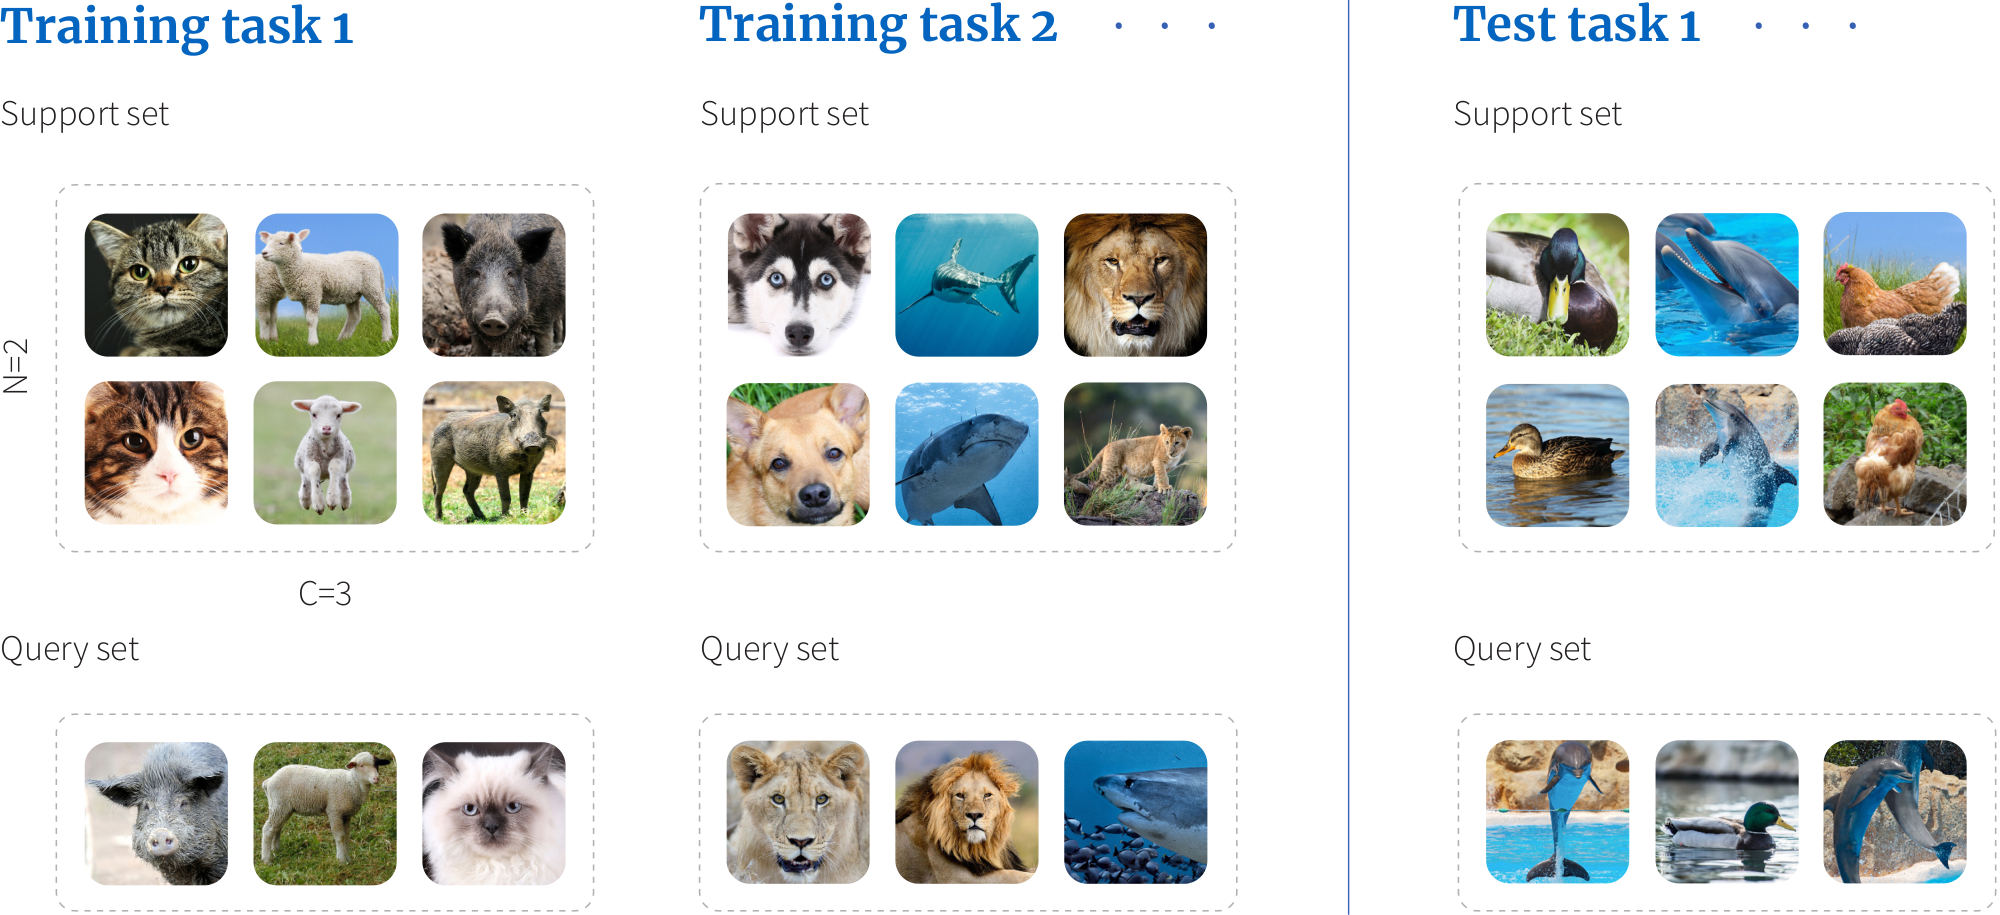 Training task 1
Support set
N=2
C=3
Query set
Training task 2 . . .
Support set
Query set
Test task 1 . . .
Support set
Query set